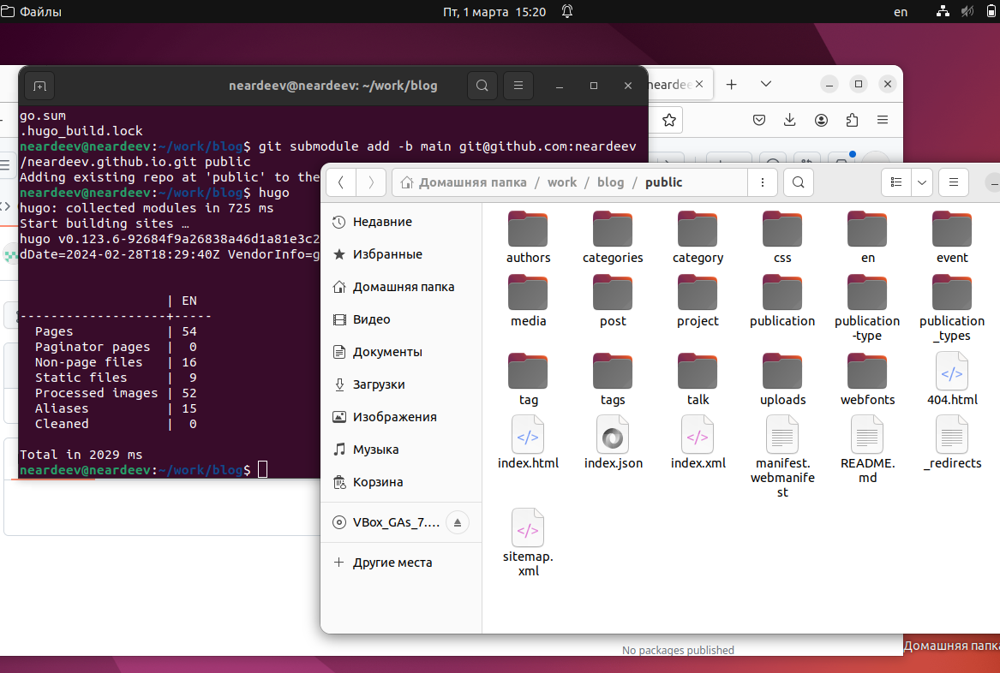 Файлы
Пт, 1 марта 15:20
en
neardeev@neardeev: ~/work/blog
go.sum
.hugo_build.lock
neardeev@neardeev:~/work/blog$ git submodule add -b main git@github.com:neardeev
/neardeev.github.io.git public
Adding existing repo at 'public' to the
neardeev@neardeev:~/work/blog$ hugo
hugo: collected modules in 725 ms
Start building sites …
hugo v0.123.6-92684f9a26838a46d1a81e3c2
dDate=2024-02-28T18:29:40Z VendorInfo=g
| EN
-------------------+-----
Pages | 54
Paginator pages | 0
Non-page files | 16
Static files | 9
Processed images | 52
Aliases | 15
Cleaned | 0
Total in 2029 ms
neardeev@neardeev:~/work/blog$
neardee
Домашняя папка / work / blog / public
Недавние
Избранные
Домашняя папка
Видео
Документы
Загрузки
Изображения
Музыка
Корзина
VBox_GAs_7....
Другие места
authors
categories
category
css
en
event
media
post
project
publication
publication
-type
publication
_types
tag
tags
talk
uploads
webfonts
404.html
index.html
index.json
index.xml
manifest.
webmanife
st
README.
md
_redirects
sitemap.
xml
No packages published
Домашняя папка